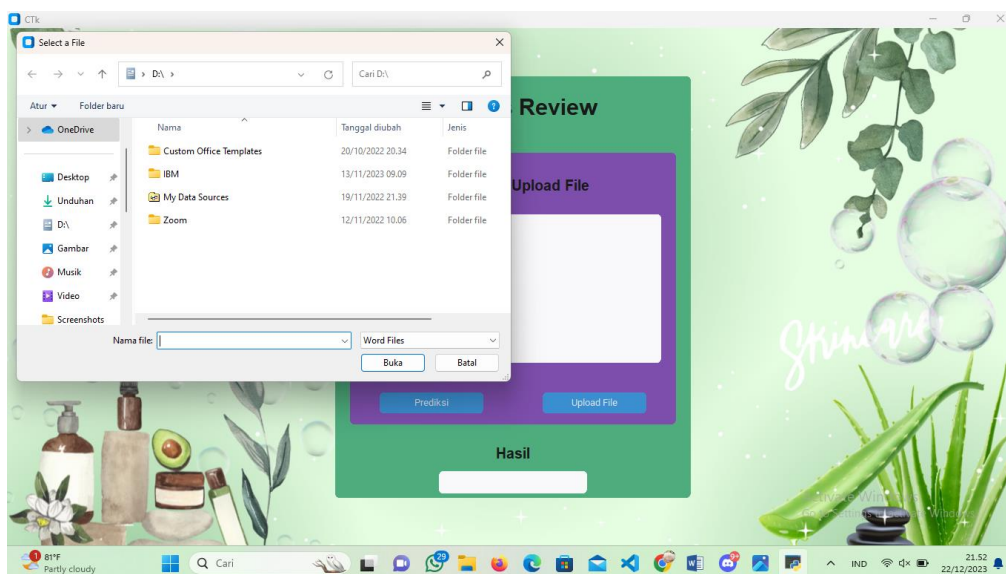 CTk
Select a File
D:\
Cari D:\
Atur
Folder baru
Nama
Tanggal diubah
Jenis
OneDrive
Desktop
Unduhan
D:\
Gambar
Musik
Video
Screenshots
Custom Office Templates 20/10/2022 20.34 Folder file
IBM 13/11/2023 09.09 Folder file
My Data Sources 19/11/2022 21.39 Folder file
Zoom 12/11/2022 10.06 Folder file
Nama file:
Word Files
Buka
Batal
Review
Upload File
Prediksi
Upload File
Hasil
Skincare
81°F
Partly cloudy
Cari
29
IND
21.52
22/12/2023